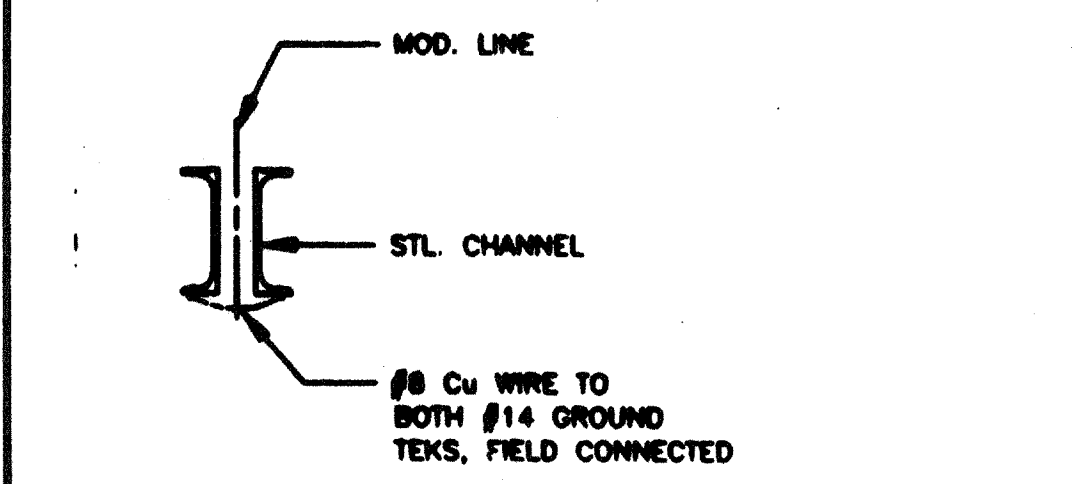 MOD. LINE
STL. CHANNEL
#8 Cu WIRE TO
BOTH #14 GROUND
TEKS, FIELD CONNECTED